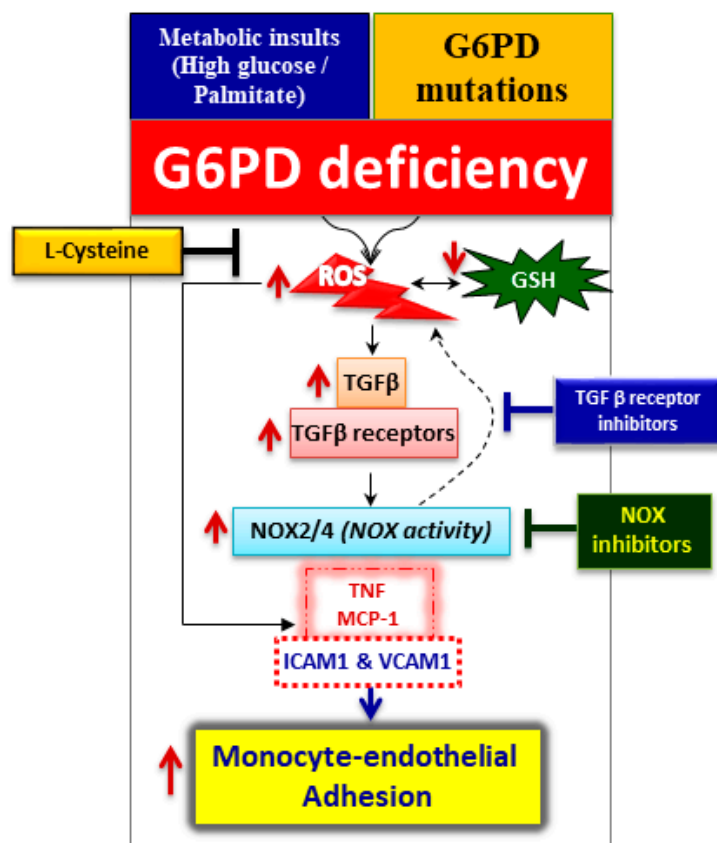 Metabolic insults
(High glucose /
Palmitate)
G6PD
mutations
G6PD deficiency
L-Cysteine
ROS
GSH
TGFβ
TGFβ receptors
TGF β receptor
inhibitors
NOX2/4 (NOX activity)
NOX
inhibitors
TNF
MCP-1
ICAM1 & VCAM1
Monocyte-endothelial
Adhesion